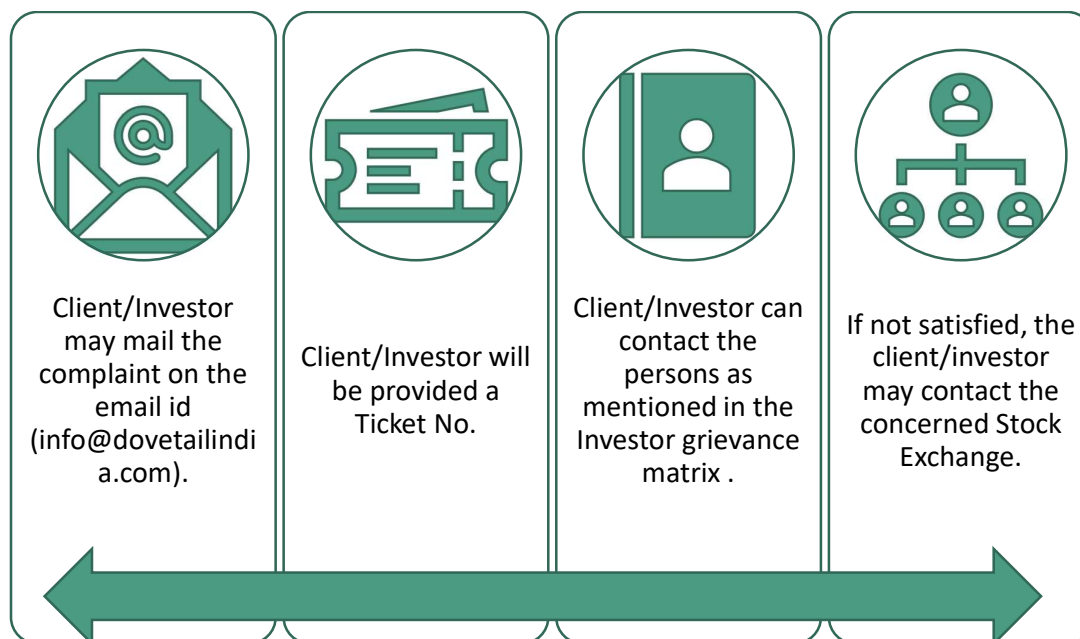 Client/Investor
may mail the
complaint on the
email id
(info@dovetailindi
a.com).
Client/Investor will
be provided a
Ticket No.
Client/Investor can
contact the
persons as
mentioned in the
Investor grievance
matrix .
If not satisfied, the
client/investor
may contact the
concerned Stock
Exchange.